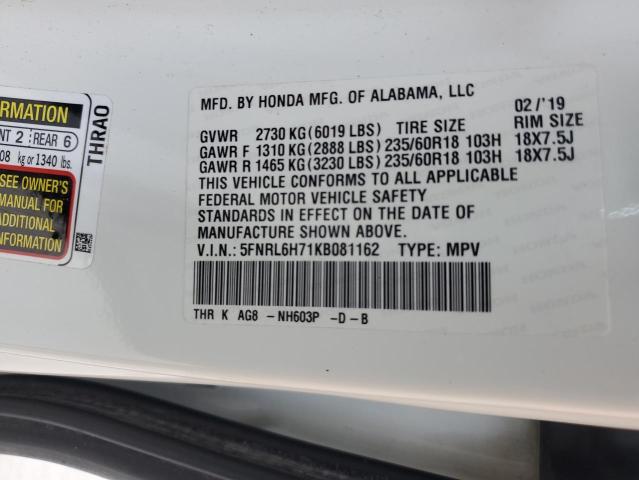 ORMATION
NT 2 REAR 6
08 kg or 1340 lbs.
SEE OWNER'S
MANUAL FOR
ADDITIONAL
INFORMATION
THRAO
MFD. BY HONDA MFG. OF ALABAMA, LLC 02/'19
GVWR 2730 KG (6019 LBS) TIRE SIZE RIM SIZE
GAWR F 1310 KG (2888 LBS) 235/60R18 103H 18X7.5J
GAWR R 1465 KG (3230 LBS) 235/60R18 103H 18X7.5J
THIS VEHICLE CONFORMS TO ALL APPLICABLE
FEDERAL MOTOR VEHICLE SAFETY
STANDARDS IN EFFECT ON THE DATE OF
MANUFACTURE SHOWN ABOVE.
V.I.N.: 5FNRL6H71KB081162 TYPE: MPV
THR K AG8 - NH603P -D-B